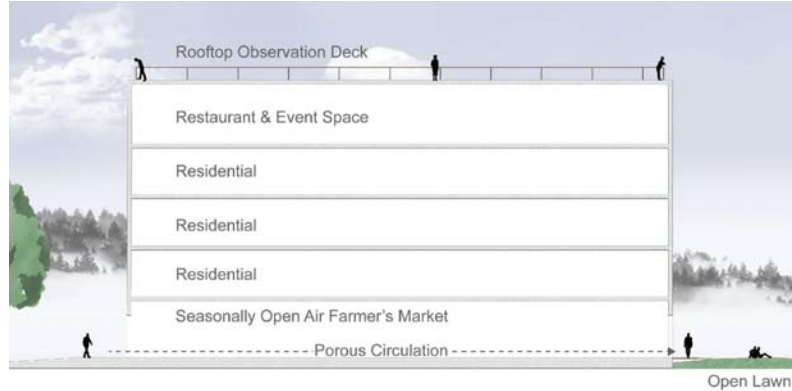 Rooftop Observation Deck
Restaurant & Event Space
Residential
Residential
Residential
Seasonally Open Air Farmer's Market
Porous Circulation
Open Lawn